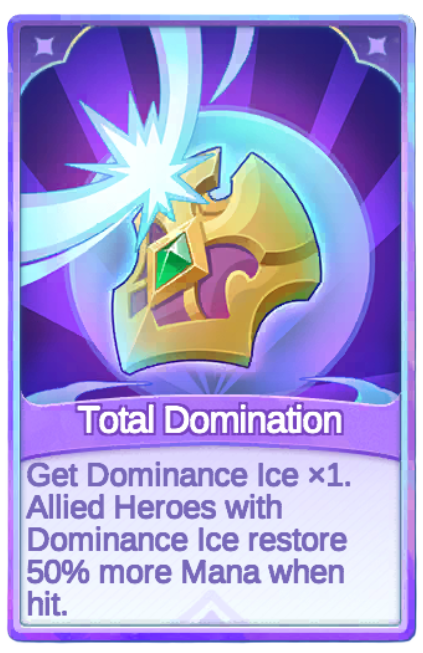 Total Domination
Get Dominance Ice ×1.
Allied Heroes with
Dominance Ice restore
50% more Mana when
hit.